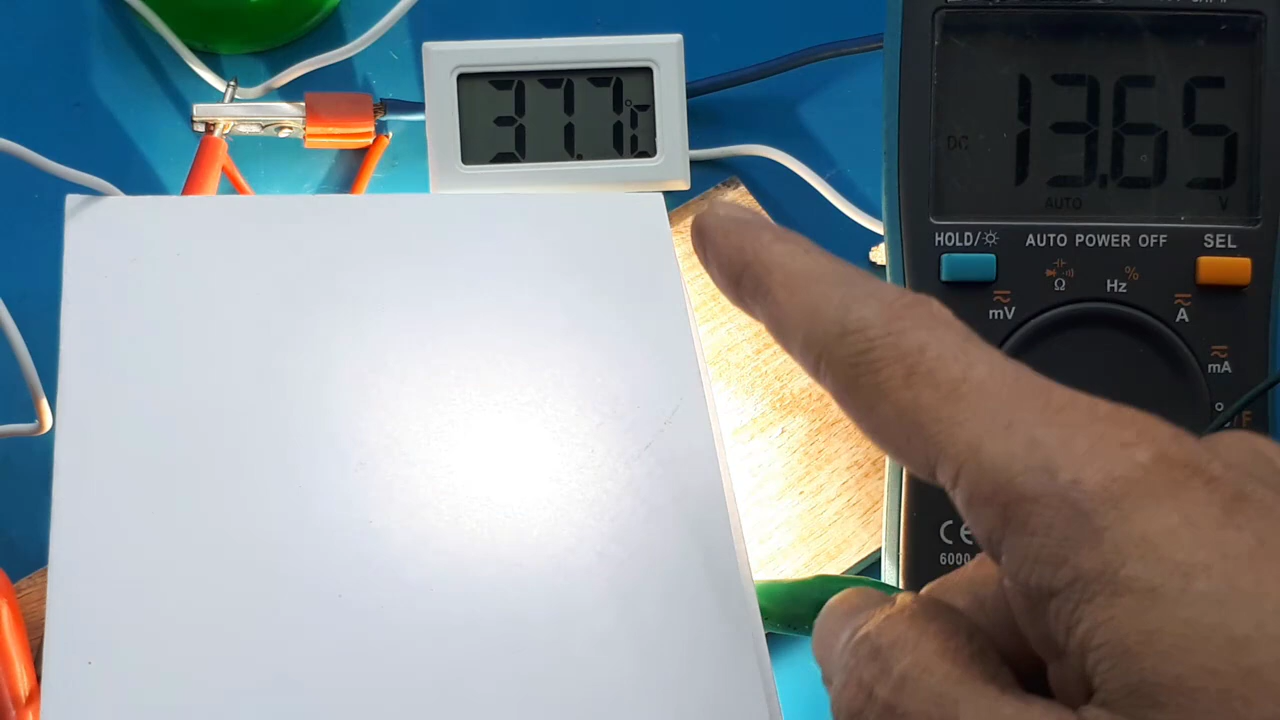 37.7°C
13.65
DC
AUTO
V
HOLD/
AUTO POWER OFF
SEL
mV
Ω
Hz
%
A
mA
CE
6000